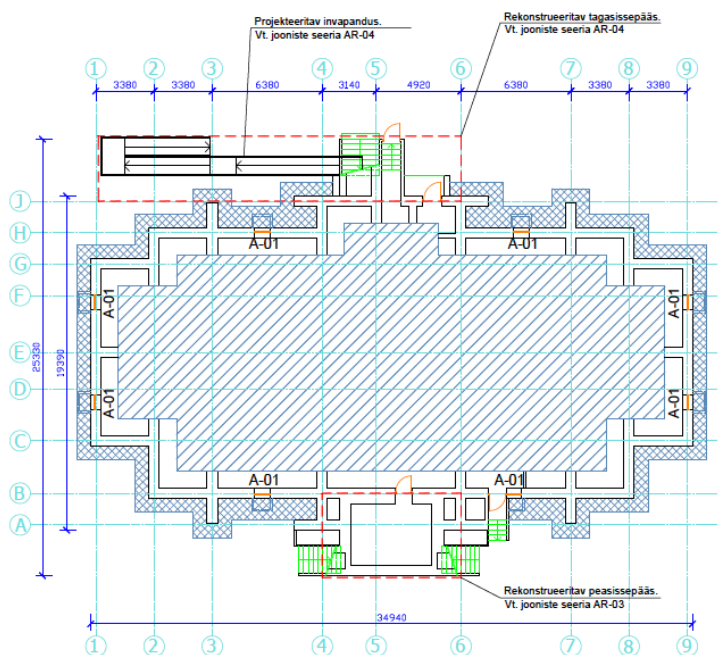 Projekteeritav invapandus.
Vt. jooniste seeria AR-04
Rekonstrueeritav tagasissepääs.
Vt. jooniste seeria AR-04
1 2 3 4 5 6 7 8 9
3380 3380 6380 3140 4920 6380 3380 3380
J
H
A-01 A-01
G
F
A-01 A-01
E
25330 19390
D
A-01 A-01
C
A-01 A-01
B
A
Rekonstrueeritav peasissepääs.
Vt. jooniste seeria AR-03
34940
1 2 3 4 5 6 7 8 9